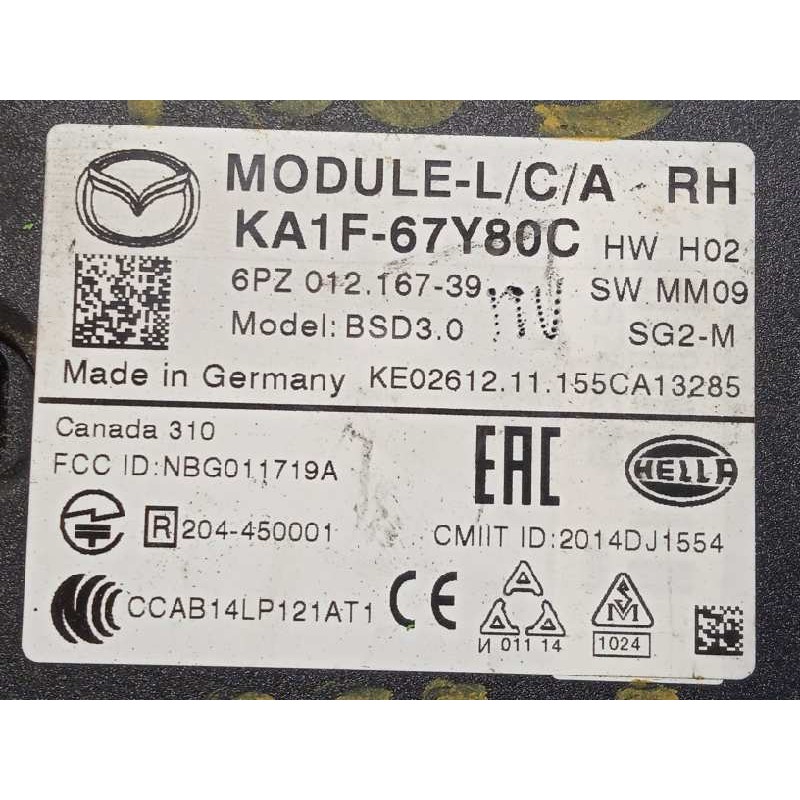 MODULE-L/C/A RH
KA1F-67Y80C HW H02
6PZ 012.167-39 SW MM09
Model: BSD3.0 SG2-M
Made in Germany KE02612.11.155CA13285
Canada 310
FCC ID: NBG011719A
EAC
HELLA
R 204-450001
CMIIT ID: 2014DJ1554
CCAB14LP121AT1
CE
И 01 1 14
1024